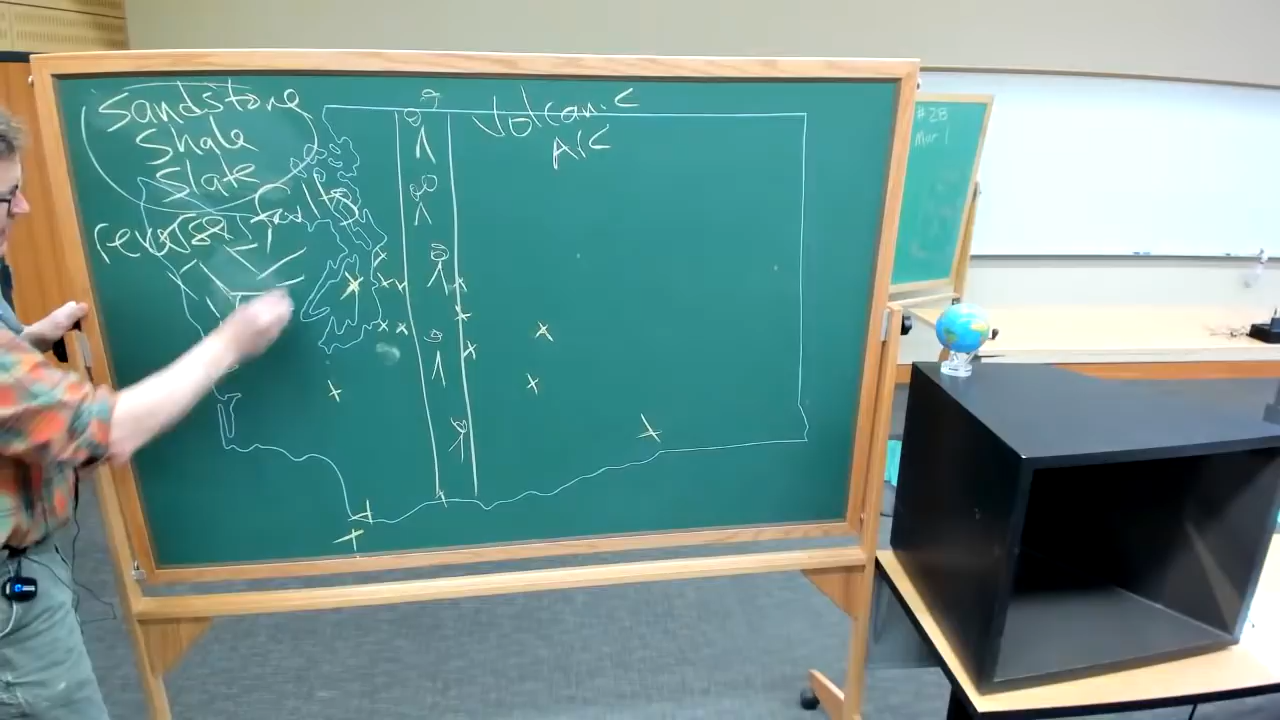 Sandstone
Shale
Slate
reverse faults
Volcanic
Arc
#28
Mar 1